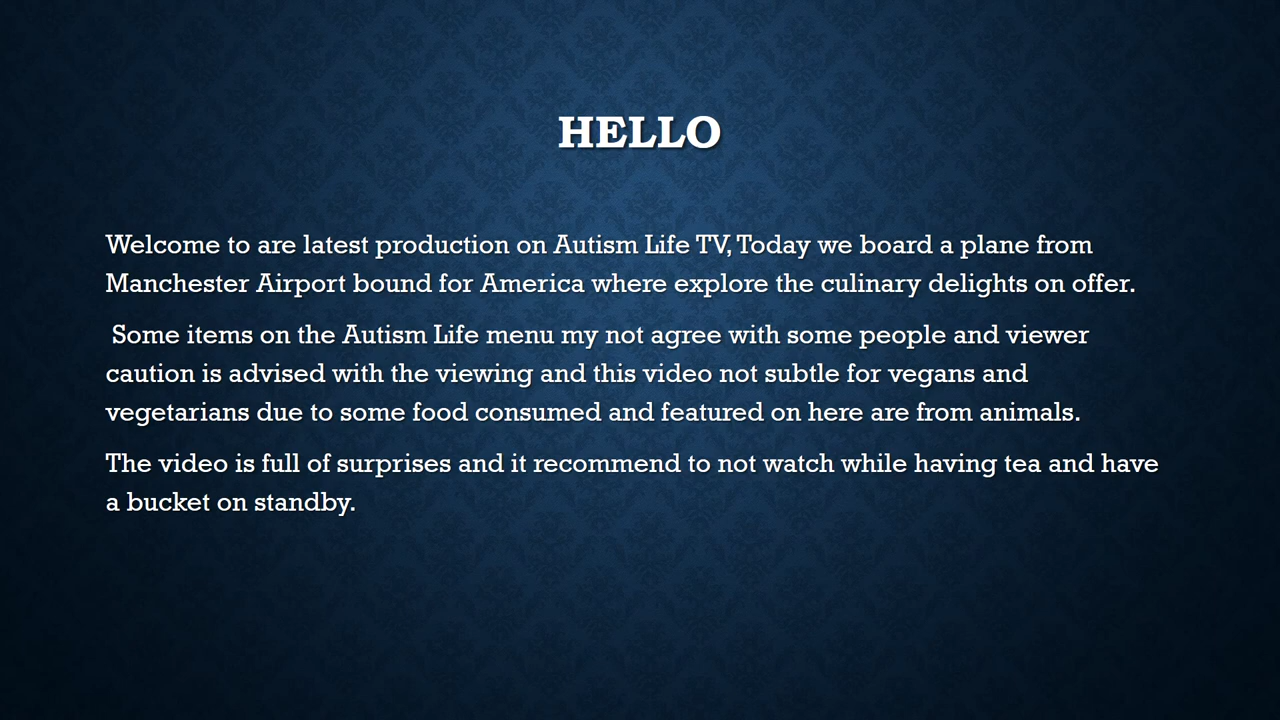 HELLO
Welcome to are latest production on Autism Life TV, Today we board a plane from
Manchester Airport bound for America where explore the culinary delights on offer.
Some items on the Autism Life menu my not agree with some people and viewer
caution is advised with the viewing and this video not subtle for vegans and
vegetarians due to some food consumed and featured on here are from animals.
The video is full of surprises and it recommend to not watch while having tea and have
a bucket on standby.